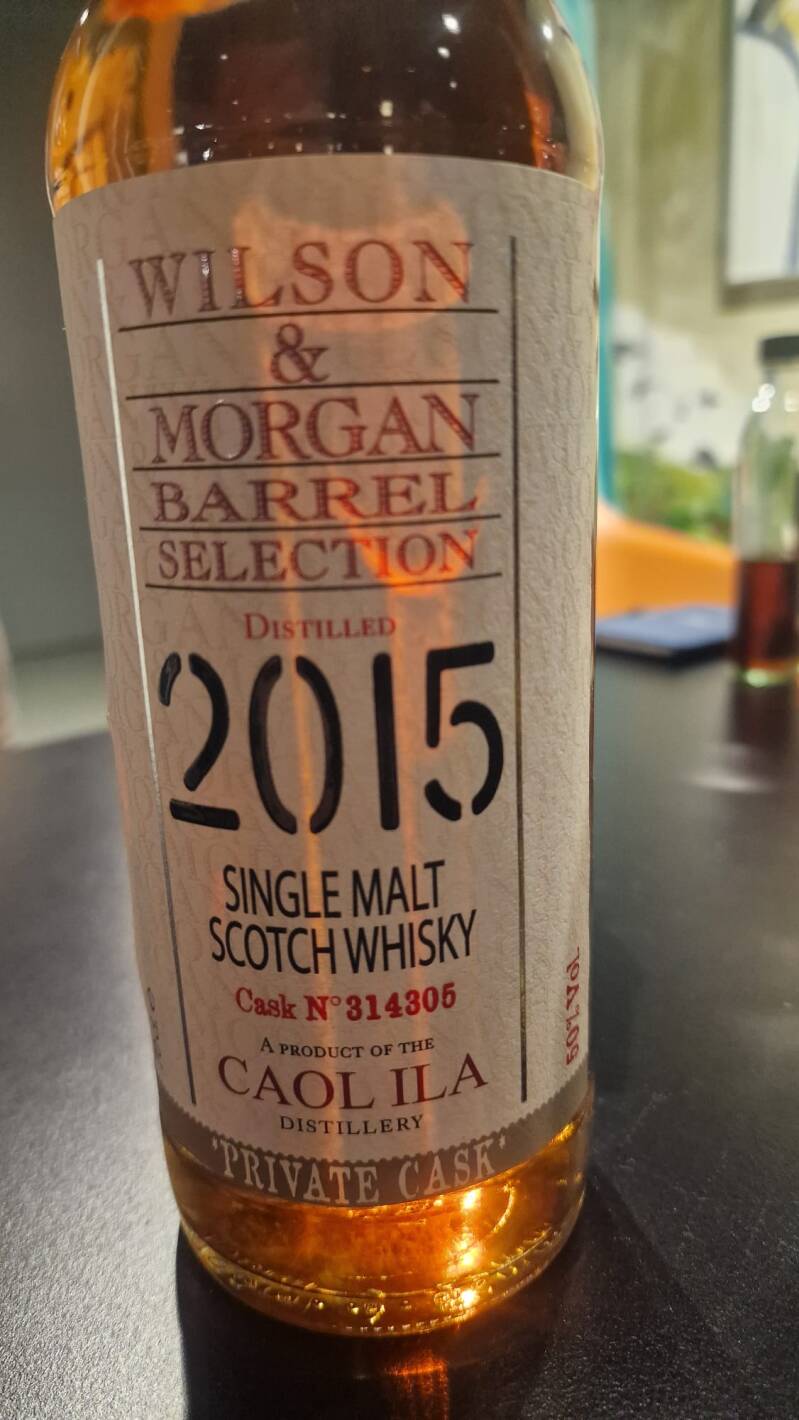 WILSON
&
MORGAN
BARREL
SELECTION
DISTILLED
2015
SINGLE MALT
SCOTCH WHISKY
Cask N°314305
A PRODUCT OF THE
CAOL ILA
DISTILLERY
'PRIVATE CASK'
50% VOL